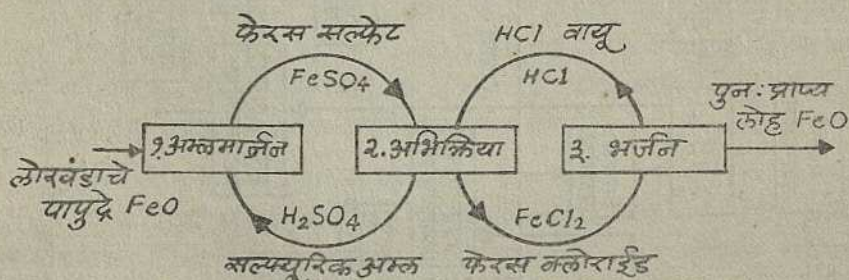 फेरस सल्फेट
HCl वायू
FeSO4
HCl
पुन: प्राप्य
लोह FeO
१.अम्लमार्जन
२.अभिक्रिया
३. भर्जन
लोखंडाचे
पापुद्रे FeO
H2SO4
FeCl2
सल्फ्युरिक अम्ल
फेरस क्लोराईड